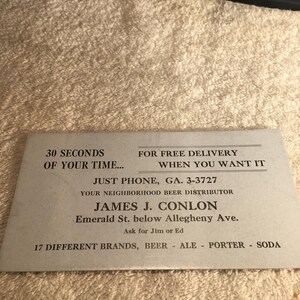 30 SECONDS FOR FREE DELIVERY
OF YOUR TIME... WHEN YOU WANT IT
JUST PHONE, GA. 3-3727
YOUR NEIGHBORHOOD BEER DISTRIBUTOR
JAMES J. CONLON
Emerald St. below Allegheny Ave.
Ask for Jim or Ed
17 DIFFERENT BRANDS, BEER - ALE - PORTER - SODA